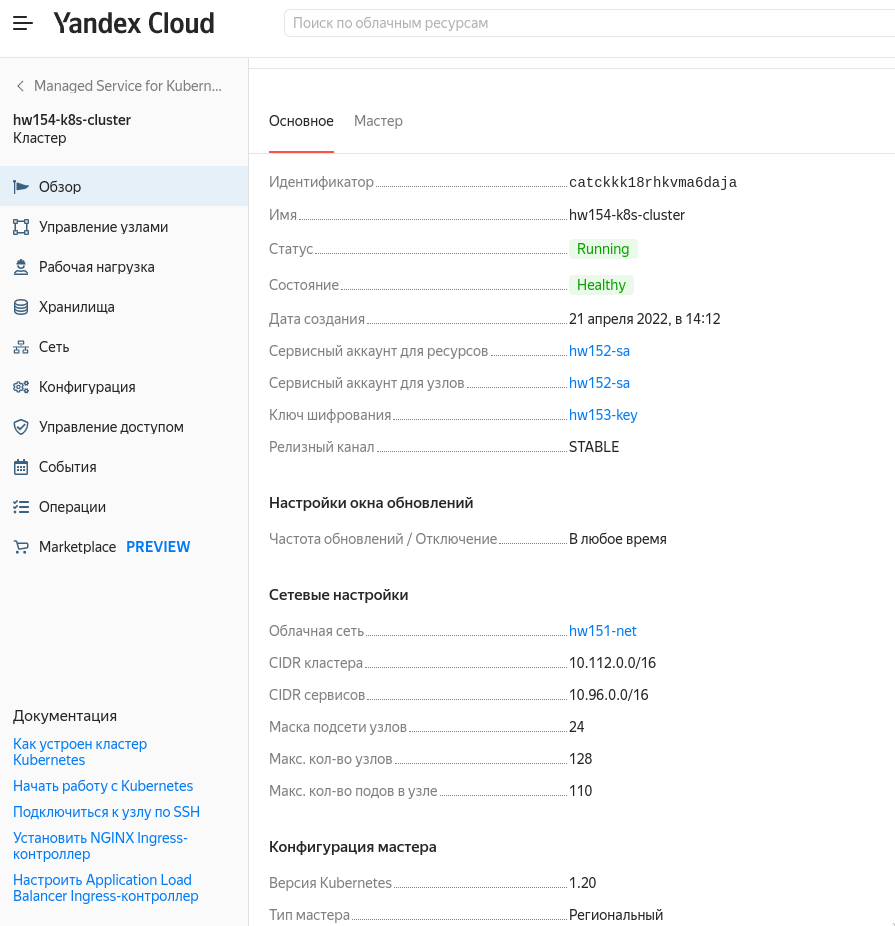 Yandex Cloud
Поиск по облачным ресурсам
Managed Service for Kubern...
hw154-k8s-cluster
Кластер
Обзор
Управление узлами
Рабочая нагрузка
Хранилища
Сеть
Конфигурация
Управление доступом
События
Операции
Marketplace PREVIEW
Документация
Как устроен кластер
Kubernetes
Начать работу с Kubernetes
Подключиться к узлу по SSH
Установить NGINX Ingress-
контроллер
Настроить Application Load
Balancer Ingress-контроллер
Основное Мастер
Идентификатор catckkk18rhkvma6daja
Имя hw154-k8s-cluster
Статус Running
Состояние Healthy
Дата создания 21 апреля 2022, в 14:12
Сервисный аккаунт для ресурсов hw152-sa
Сервисный аккаунт для узлов hw152-sa
Ключ шифрования hw153-key
Релизный канал STABLE
Настройки окна обновлений
Частота обновлений / Отключение В любое время
Сетевые настройки
Облачная сеть hw151-net
CIDR кластера 10.112.0.0/16
CIDR сервисов 10.96.0.0/16
Маска подсети узлов 24
Макс. кол-во узлов 128
Макс. кол-во подов в узле 110
Конфигурация мастера
Версия Kubernetes 1.20
Тип мастера Региональный